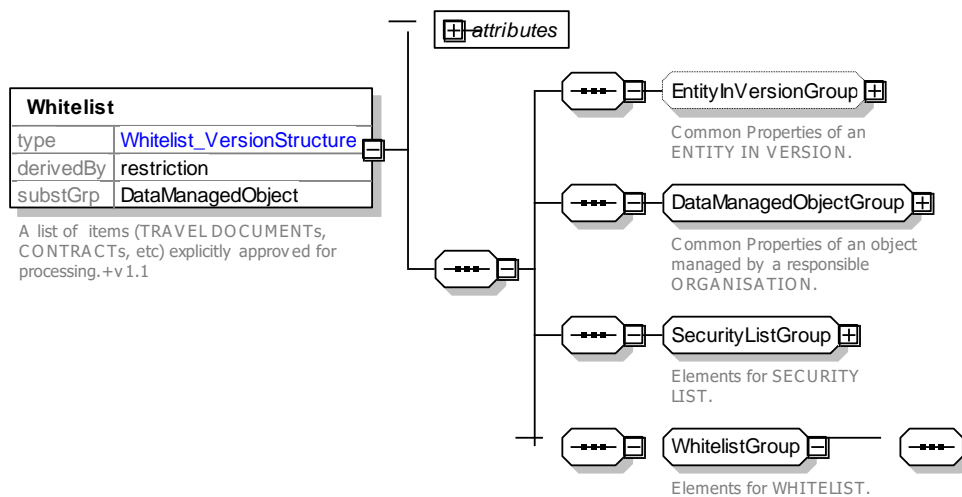 attributes
Whitelist
type Whitelist_VersionStructure
derivedBy restriction
substGrp DataManagedObject
A list of items (TRAVEL DOCUMENTs,
CONTRACTs, etc) explicitly approved for
processing.+v1.1
EntityInVersionGroup
Common Properties of an
ENTITY IN VERSION.
DataManagedObjectGroup
Common Properties of an object
managed by a responsible
ORGANISATION.
SecurityListGroup
Elements for SECURITY
LIST.
WhitelistGroup
Elements for WHITELIST.